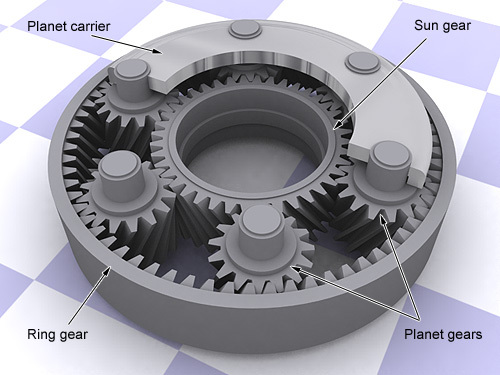 Planet carrier
Sun gear
Ring gear
Planet gears